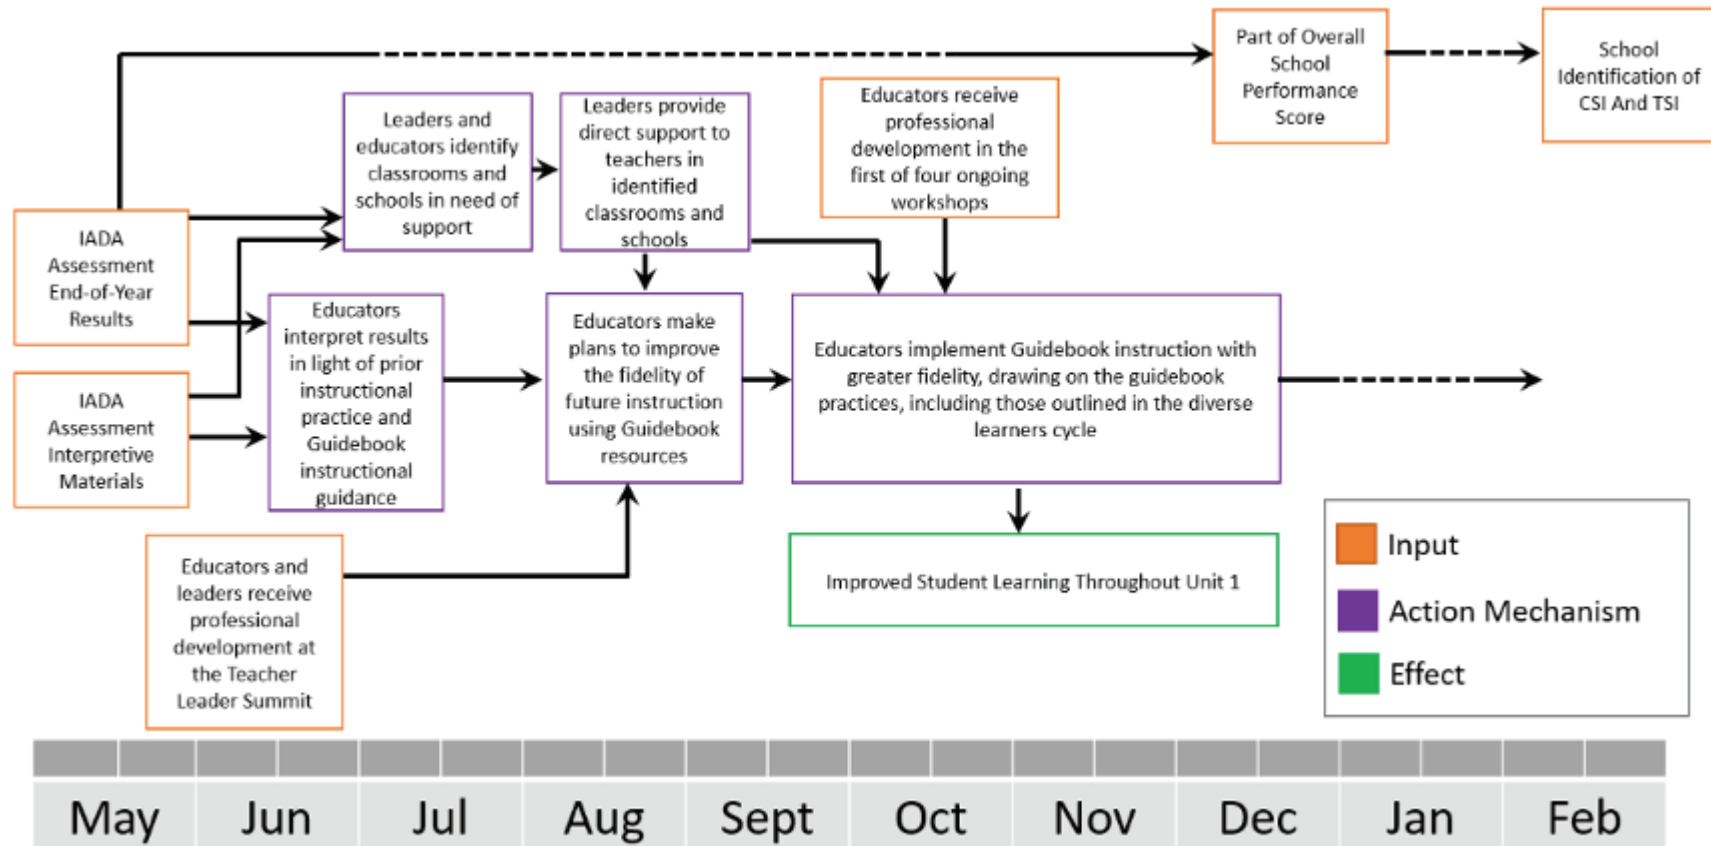 Part of Overall
School
Performance
Score
School
Identification of
CSI And TSI
Leaders and
educators identify
classrooms and
schools in need of
support
Leaders provide
direct support to
teachers in
identified
classrooms and
schools
Educators receive
professional
development in the
first of four ongoing
workshops
IADA
Assessment
End-of-Year
Results
IADA
Assessment
Interpretive
Materials
Educators
interpret results
in light of prior
instructional
practice and
Guidebook
instructional
guidance
Educators make
plans to improve
the fidelity of
future instruction
using Guidebook
resources
Educators implement Guidebook instruction with
greater fidelity, drawing on the guidebook
practices, including those outlined in the diverse
learners cycle
Educators and
leaders receive
professional
development at
the Teacher
Leader Summit
Improved Student Learning Throughout Unit 1
Input
Action Mechanism
Effect
May Jun Jul Aug Sept Oct Nov Dec Jan Feb